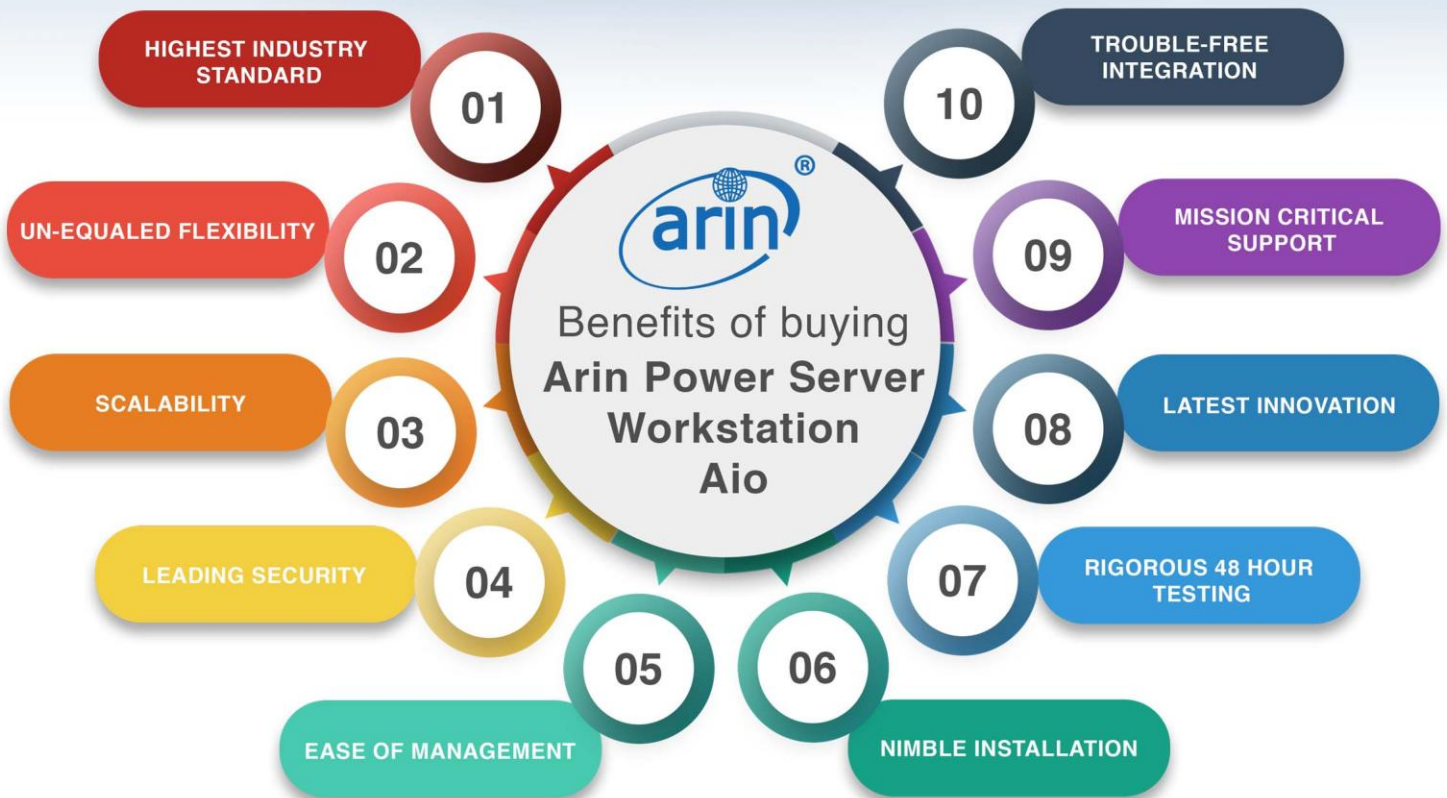 arin®
Benefits of buying
Arin Power Server
Workstation
Aio
01
HIGHEST INDUSTRY
STANDARD
02
UN-EQUALED FLEXIBILITY
03
SCALABILITY
04
LEADING SECURITY
05
EASE OF MANAGEMENT
06
NIMBLE INSTALLATION
07
RIGOROUS 48 HOUR
TESTING
08
LATEST INNOVATION
09
MISSION CRITICAL
SUPPORT
10
TROUBLE-FREE
INTEGRATION